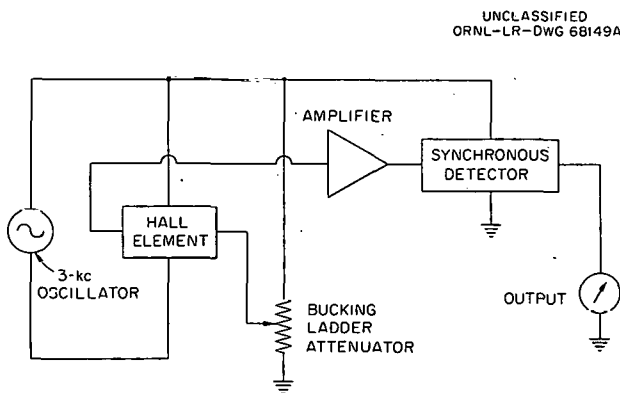 UNCLASSIFIED
ORNL-LR-DWG 68149A
AMPLIFIER
SYNCHRONOUS
DETECTOR
HALL
ELEMENT
3-kc
OSCILLATOR
BUCKING
LADDER
ATTENUATOR
OUTPUT